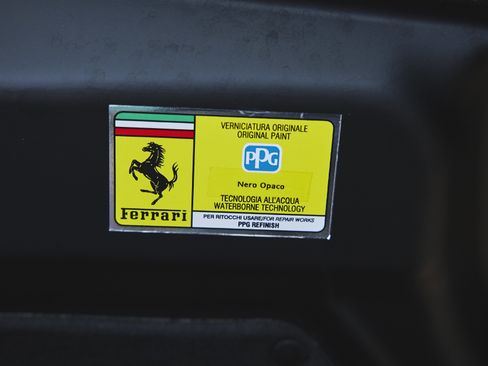 VERNICIATURA ORIGINALE
ORIGINAL PAINT
PPG
Nero Opaco
TECNOLOGIA ALL'ACQUA
WATERBORNE TECHNOLOGY
Ferrari
PER RITOCCHI USARE/FOR REPAIR WORKS
PPG REFINISH